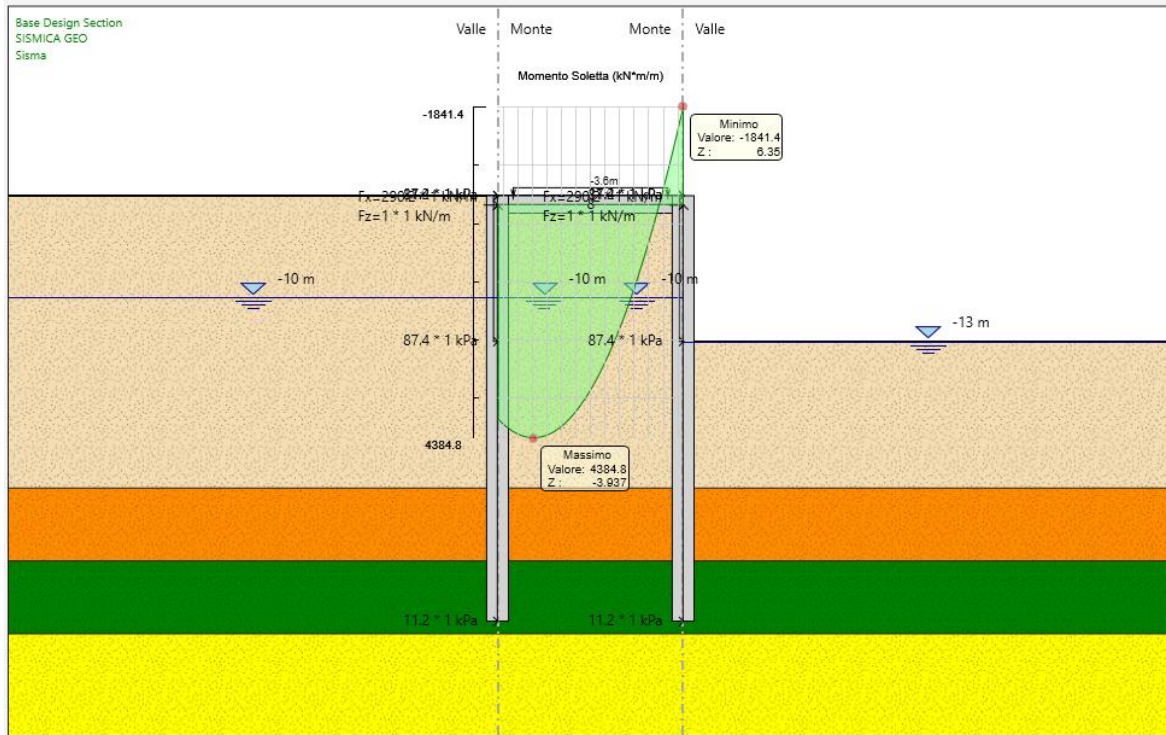 Base Design Section
SISMICA GEO
Sisma
Valle
Monte
Monte
Valle
Momento Soletta (kN*m/m)
-1841.4
Minimo
Valore: -1841.4
Z : 6.35
-3.6m
Fz=1 * 1 kN/m
Fz=1 * 1 kN/m
-10 m
-10 m
-10 m
-13 m
87.4 * 1 kPa
87.4 * 1 kPa
4384.8
Massimo
Valore: 4384.8
Z : -3.937
11.2 * 1 kPa
11.2 * 1 kPa